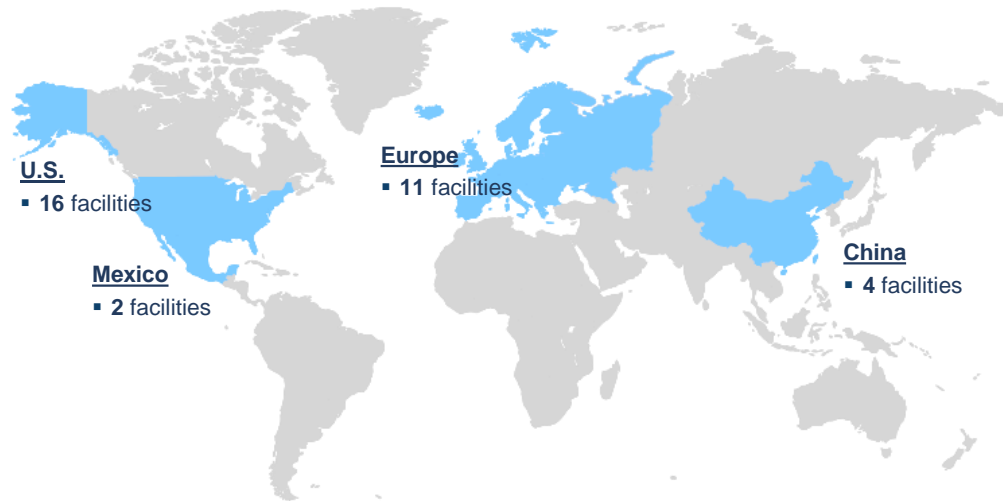 U.S.
▪ 16 facilities
Mexico
▪ 2 facilities
Europe
▪ 11 facilities
China
▪ 4 facilities